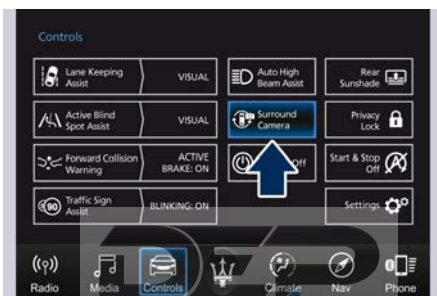 Controls
Lane Keeping
Assist
VISUAL
Auto High
Beam Assist
Rear
Sunshade
Active Blind
Spot Assist
VISUAL
Surround
Camera
Privacy
Lock
Forward Collision
Warning
ACTIVE
BRAKE: ON
Off
Start & Stop
Off
90
Traffic Sign
Assist
BLINKING: ON
Settings
Radio
Media
Controls
Climate
Nav
Phone